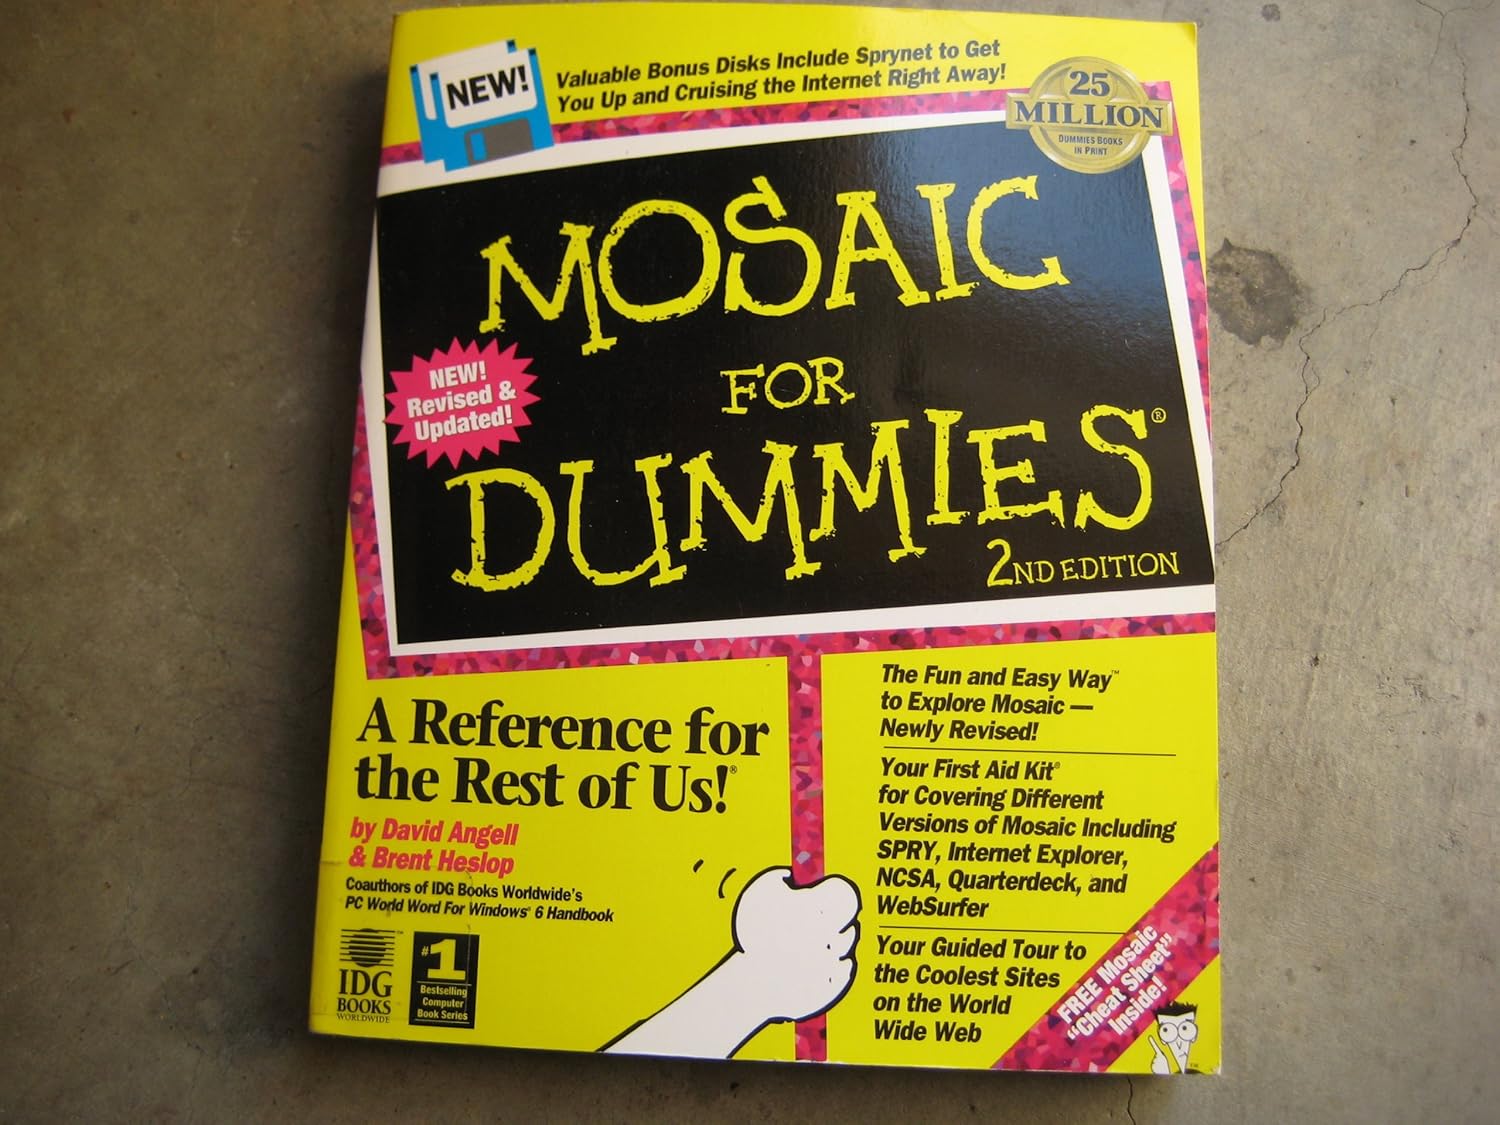 NEW!
Valuable Bonus Disks Include Sprynet to Get
You Up and Cruising the Internet Right Away!
25
MILLION
DUMMIES BOOKS
IN PRINT
MOSAIC
FOR
DUMMIES®
2ND EDITION
NEW!
Revised &
Updated!
A Reference for
the Rest of Us!®
by David Angell
& Brent Heslop
Coauthors of IDG Books Worldwide's
PC World Word For Windows® 6 Handbook
IDG
BOOKS
WORLDWIDE
™
#1
Bestselling
Computer
Book Series
The Fun and Easy Way™
to Explore Mosaic —
Newly Revised!
Your First Aid Kit®
for Covering Different
Versions of Mosaic Including
SPRY, Internet Explorer,
NCSA, Quarterdeck, and
WebSurfer
Your Guided Tour to
the Coolest Sites
on the World
Wide Web
FREE Mosaic
"Cheat Sheet"
Inside!
™